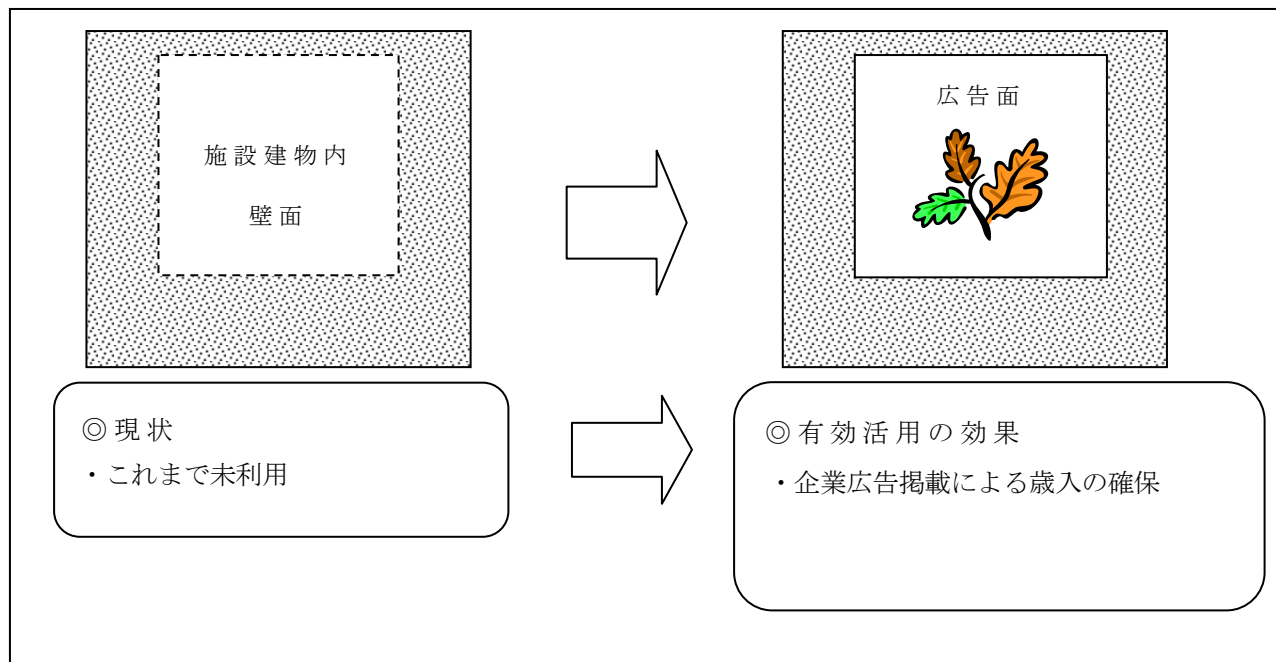 施設建物内
壁面
広告面
◎現状
・これまで未利用
◎有効活用の効果
・企業広告掲載による歳入の確保